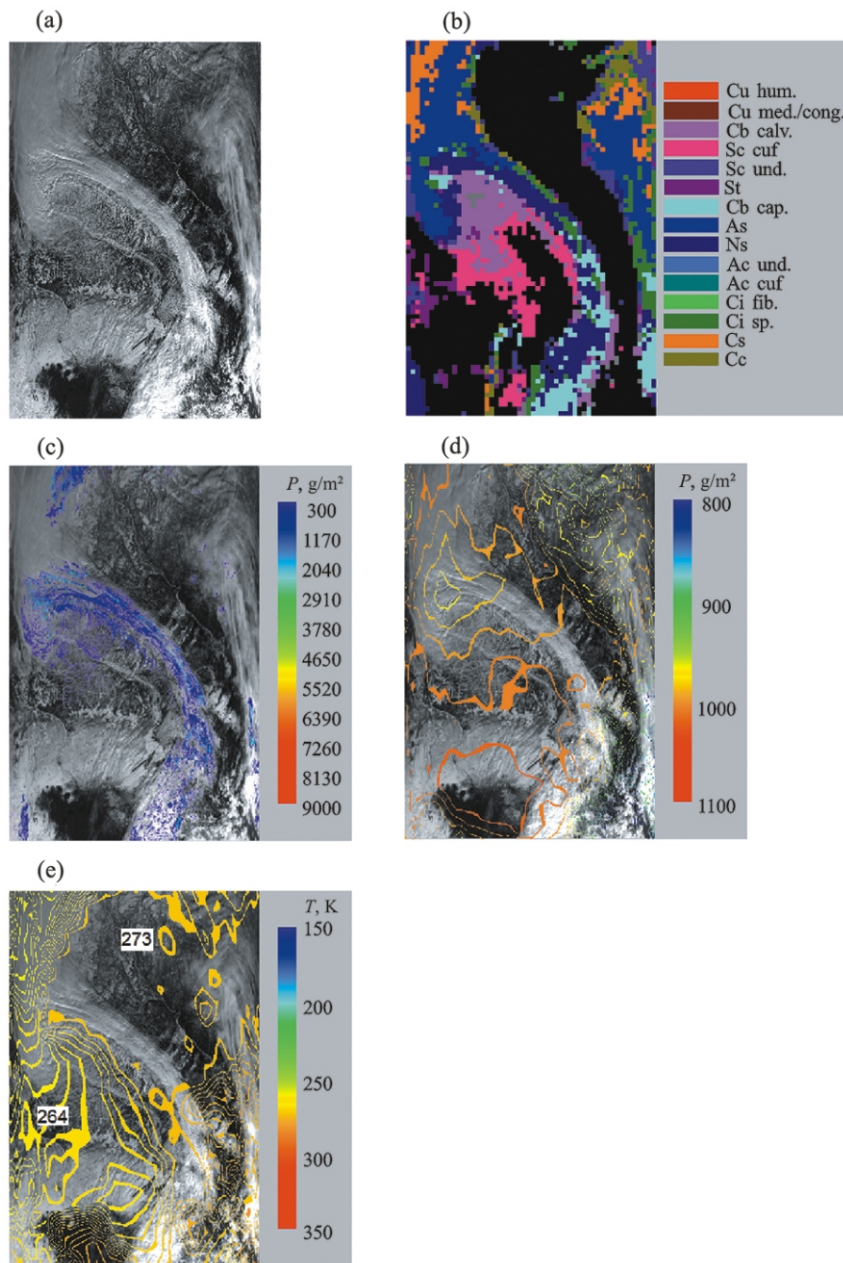 (a)
(b)
Cu hum.
Cu med./cong.
Cb calv.
Sc cuf
Sc und.
St
Cb cap.
As
Ns
Ac und.
Ac cuf
Ci fib.
Ci sp.
Cs
Cc
(c)
P, g/m²
300
1170
2040
2910
3780
4650
5520
6390
7260
8130
9000
(d)
P, g/m²
800
900
1000
1100
(e)
T, K
150
200
250
300
350
273
264